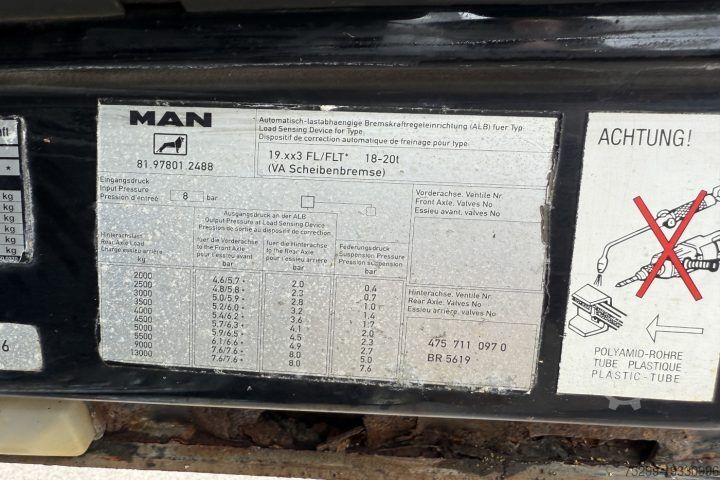 MAN
81.97801.2488
Automatisch-lastabhaengige Bremskraftregeleinrichtung (ALB) fuer Typ
Load Sensing Device for Type
Dispositif de correction automatique de freinage pour type
19.xx3 FL/FLT* 18-20t
(VA Scheibenbremse)
Eingangsdruck
Input Pressure
Pression d'entreé 8 bar
Ausgangsdruck an der ALB
Output Pressure at Load Sensing Device
Pression de sortie au dispositif de correction
Hinterachslast
Rear Axle Load
Charge essieu arrière
kg
fuer die Vorderachse
to the Front Axle
pour l'essieu avant
bar
fuer die Hinterachse
to the Rear Axle
pour l'essieu arrière
bar
Federungsdruck
Suspension Pressure
Pression suspension
bar
2000 4.6/5.7* 2.0 0.4
2500 4.8/5.8* 2.3 0.7
3000 5.0/5.9* 2.8 1.0
3500 5.2/6.0* 3.2 1.4
4000 5.4/6.2* 3.6 1.7
4500 5.7/6.3* 4.1 2.0
5000 5.9/6.5* 4.5 2.3
5500 6.1/6.6* 4.9 2.7
9000 7.6/7.6* 8.0 5.0
13000 7.6/7.6* 8.0 7.6
Vorderachse. Ventile Nr
Front Axle. Valves No
Essieu avant. Valves No
Hinterachse. Ventile Nr
Rear Axle. Valves No
Essieu arrière. Valves No
475 711 097 0
BR 5619
kg
kg
kg
kg
kg
6
ACHTUNG!
POLYAMID-ROHRE
TUBE PLASTIQUE
PLASTIC-TUBE